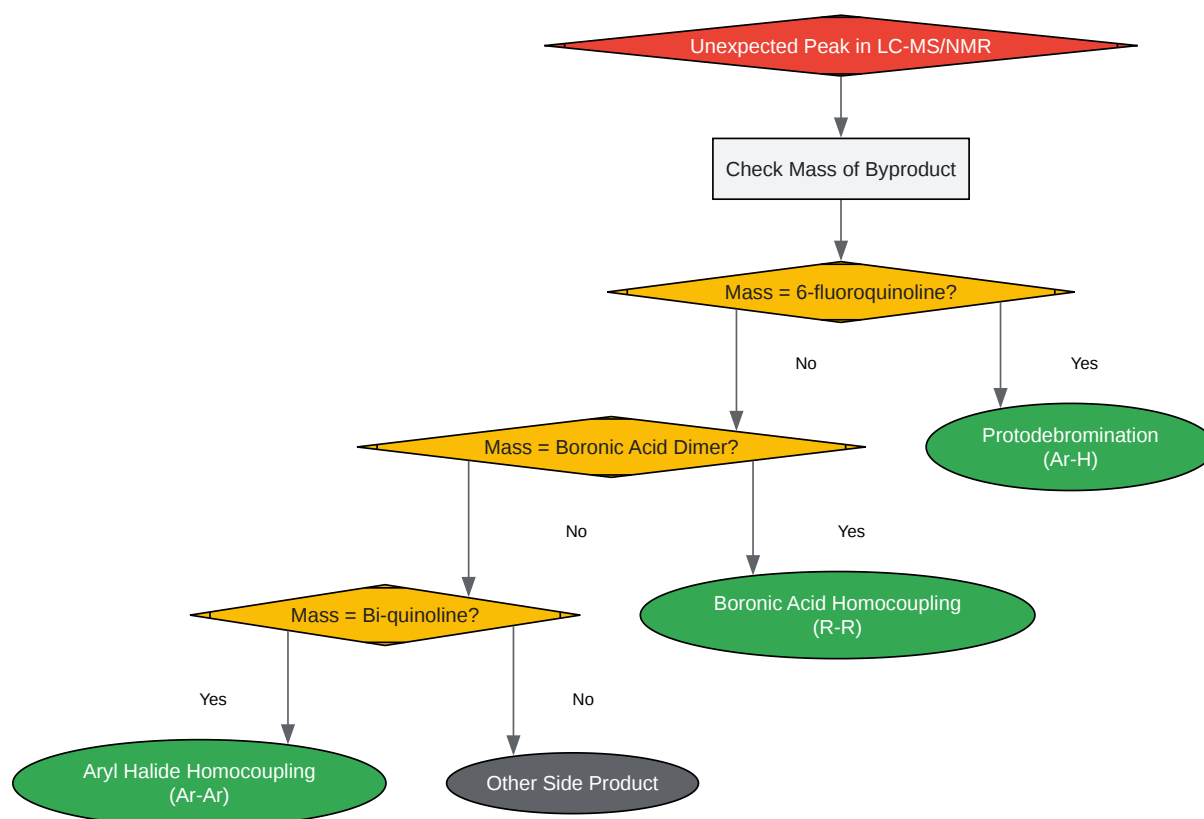 Unexpected Peak in LC-MS/NMR
Check Mass of Byproduct
Mass = 6-fluoroquinoline?
No
Yes
Protodebromination
(Ar-H)
Mass = Boronic Acid Dimer?
No
Yes
Boronic Acid Homocoupling
(R-R)
Mass = Bi-quinoline?
Yes
No
Aryl Halide Homocoupling
(Ar-Ar)
Other Side Product